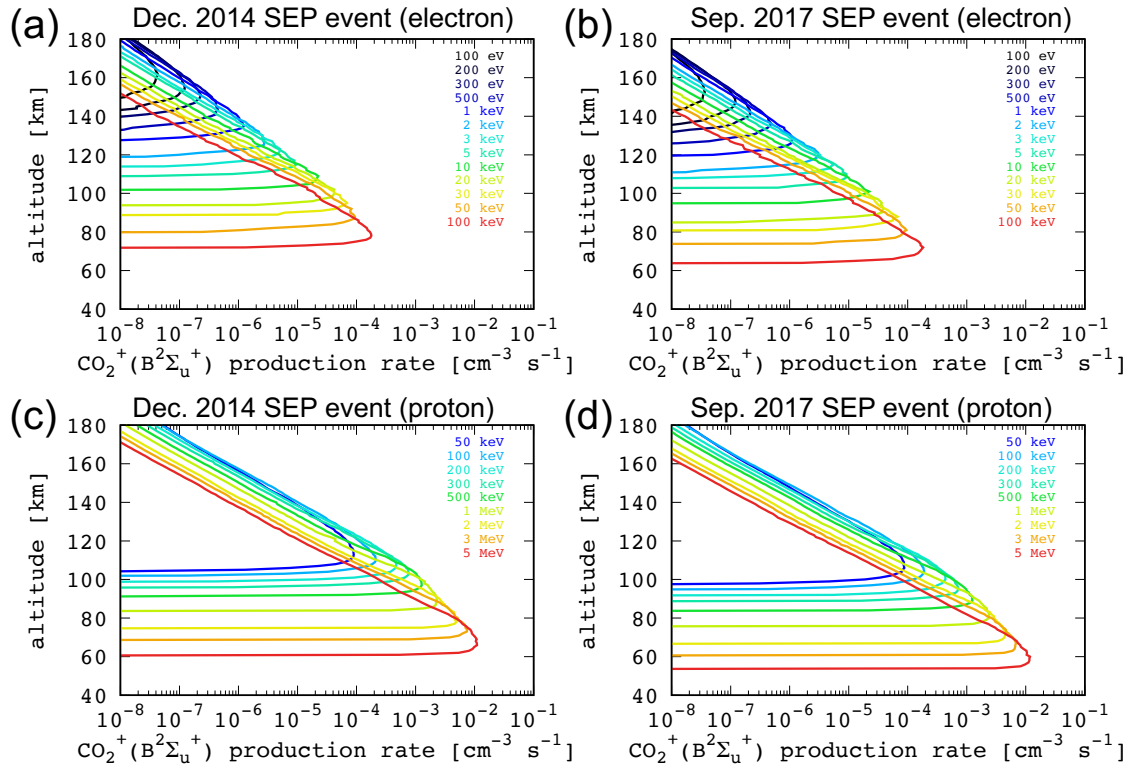 (a) Dec. 2014 SEP event (electron)
180
160
140
120
100
80
60
40
altitude [km]
100 eV
200 eV
300 eV
500 eV
1 keV
2 keV
3 keV
5 keV
10 keV
20 keV
30 keV
50 keV
100 keV
10⁻⁸ 10⁻⁷ 10⁻⁶ 10⁻⁵ 10⁻⁴ 10⁻³ 10⁻² 10⁻¹
CO₂⁺(B²Σᵤ⁺) production rate [cm⁻³ s⁻¹]
(b) Sep. 2017 SEP event (electron)
180
160
140
120
100
80
60
40
altitude [km]
100 eV
200 eV
300 eV
500 eV
1 keV
2 keV
3 keV
5 keV
10 keV
20 keV
30 keV
50 keV
100 keV
10⁻⁸ 10⁻⁷ 10⁻⁶ 10⁻⁵ 10⁻⁴ 10⁻³ 10⁻² 10⁻¹
CO₂⁺(B²Σᵤ⁺) production rate [cm⁻³ s⁻¹]
(c) Dec. 2014 SEP event (proton)
180
160
140
120
100
80
60
40
altitude [km]
50 keV
100 keV
200 keV
300 keV
500 keV
1 MeV
2 MeV
3 MeV
5 MeV
10⁻⁸ 10⁻⁷ 10⁻⁶ 10⁻⁵ 10⁻⁴ 10⁻³ 10⁻² 10⁻¹
CO₂⁺(B²Σᵤ⁺) production rate [cm⁻³ s⁻¹]
(d) Sep. 2017 SEP event (proton)
180
160
140
120
100
80
60
40
altitude [km]
50 keV
100 keV
200 keV
300 keV
500 keV
1 MeV
2 MeV
3 MeV
5 MeV
10⁻⁸ 10⁻⁷ 10⁻⁶ 10⁻⁵ 10⁻⁴ 10⁻³ 10⁻² 10⁻¹
CO₂⁺(B²Σᵤ⁺) production rate [cm⁻³ s⁻¹]